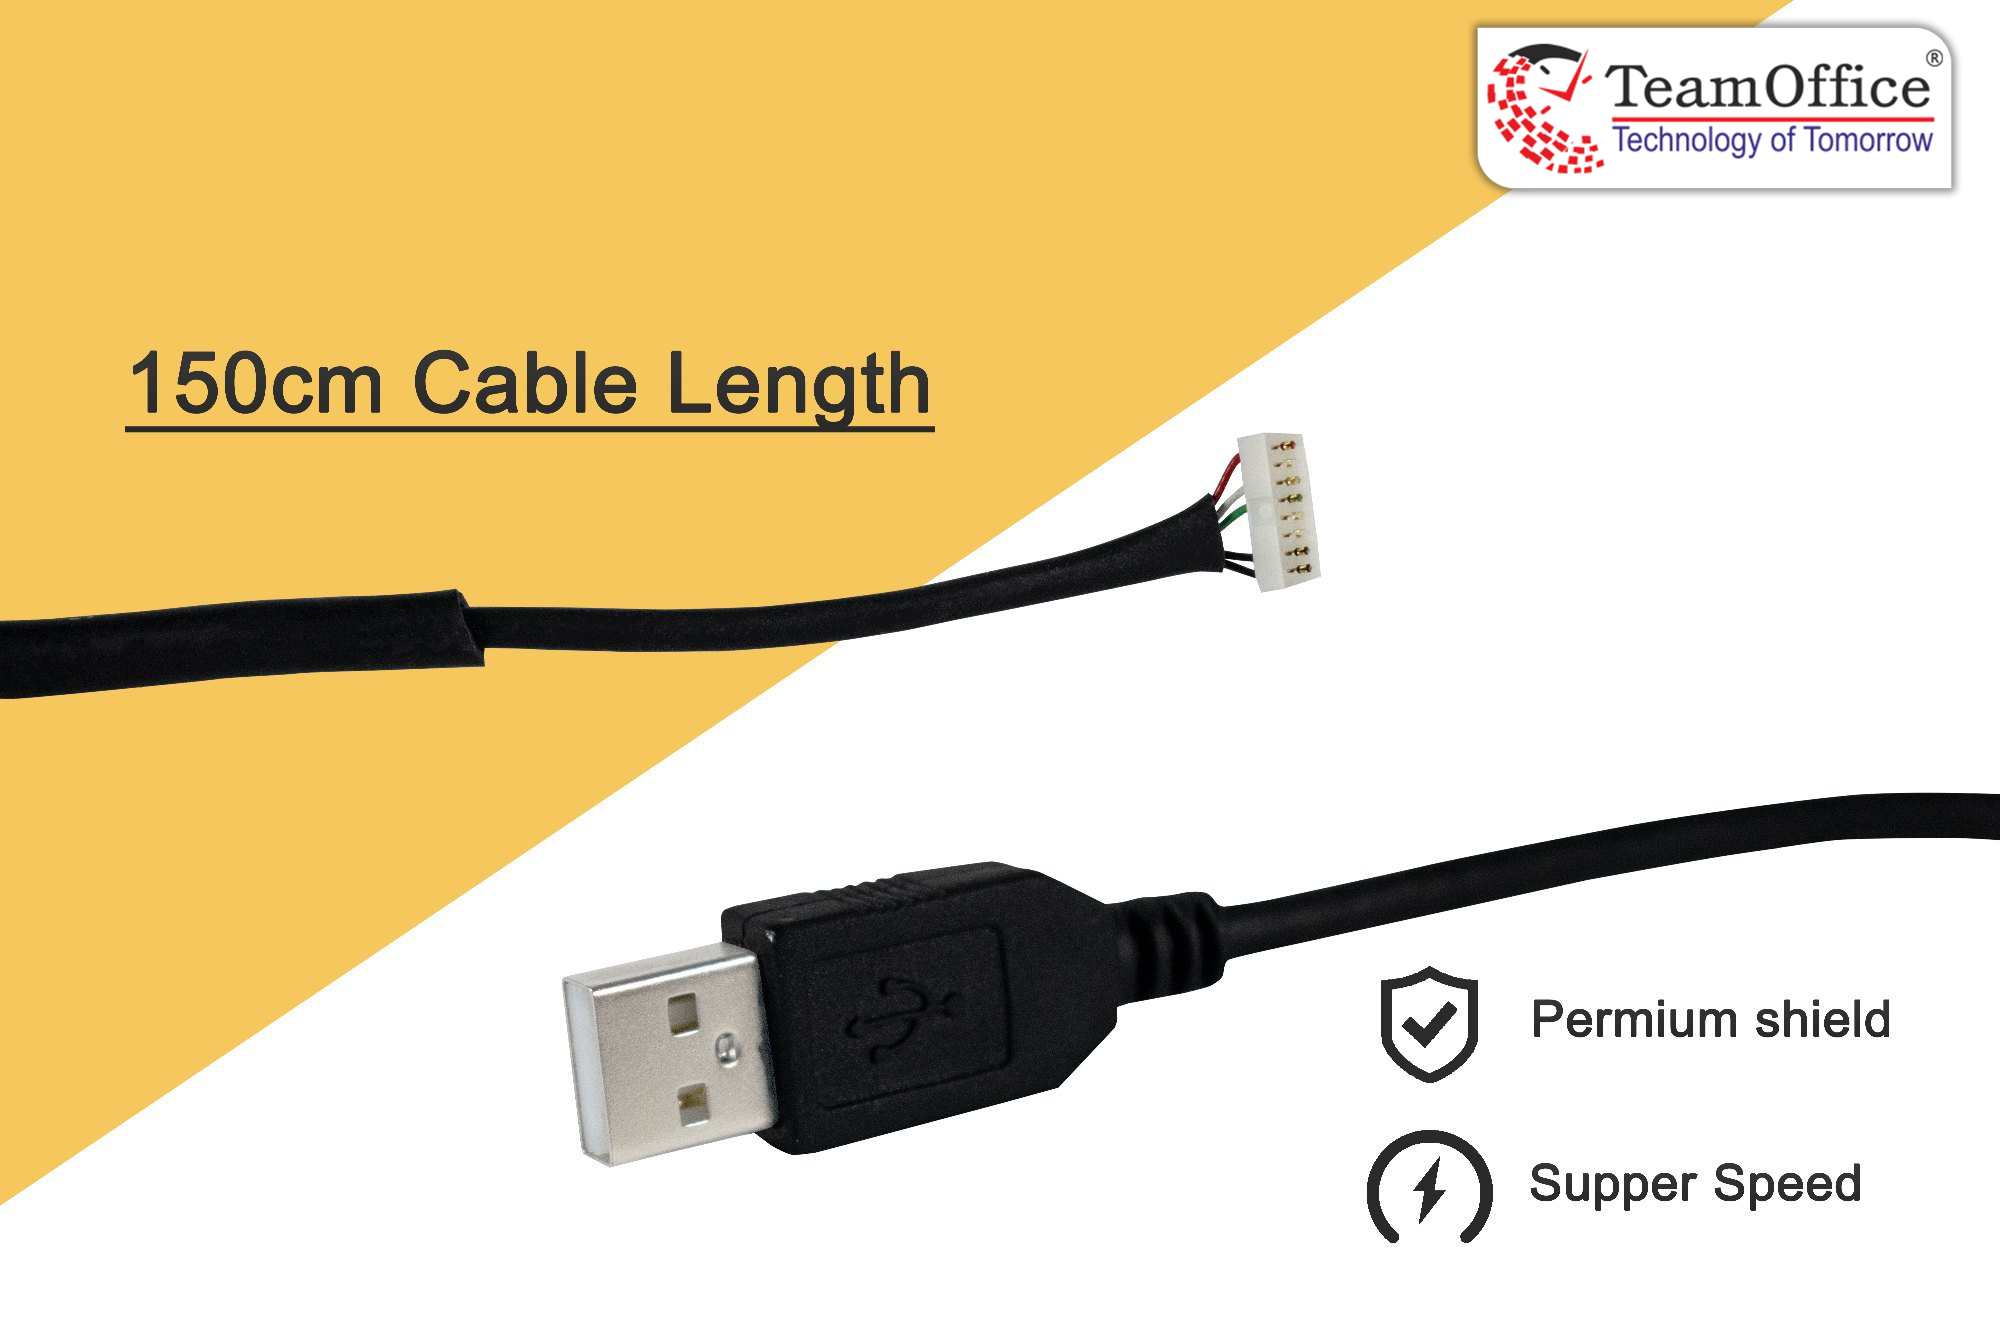 TeamOffice®
Technology of Tomorrow
150cm Cable Length
Permium shield
Supper Speed